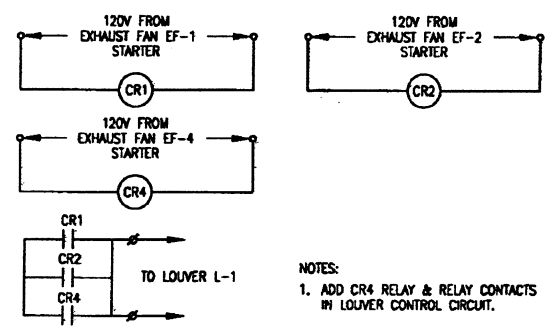 120V FROM
EXHAUST FAN EF-1
STARTER
CR1
120V FROM
EXHAUST FAN EF-2
STARTER
CR2
120V FROM
EXHAUST FAN EF-4
STARTER
CR4
CR1
CR2
CR4
TO LOUVER L-1
NOTES:
1. ADD CR4 RELAY & RELAY CONTACTS
IN LOUVER CONTROL CIRCUIT.